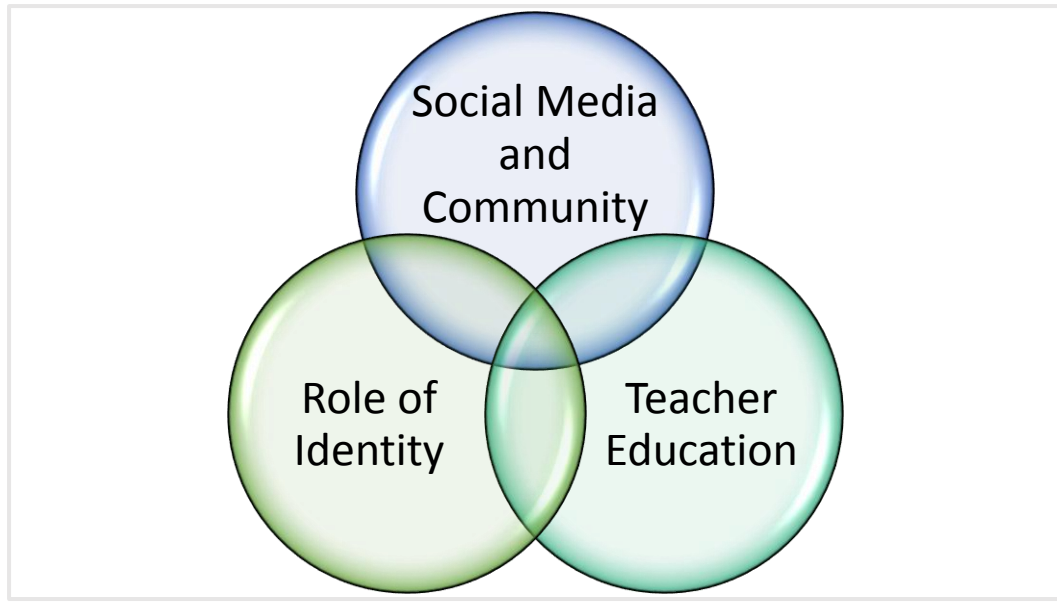 Social Media
and
Community
Role of
Identity
Teacher
Education